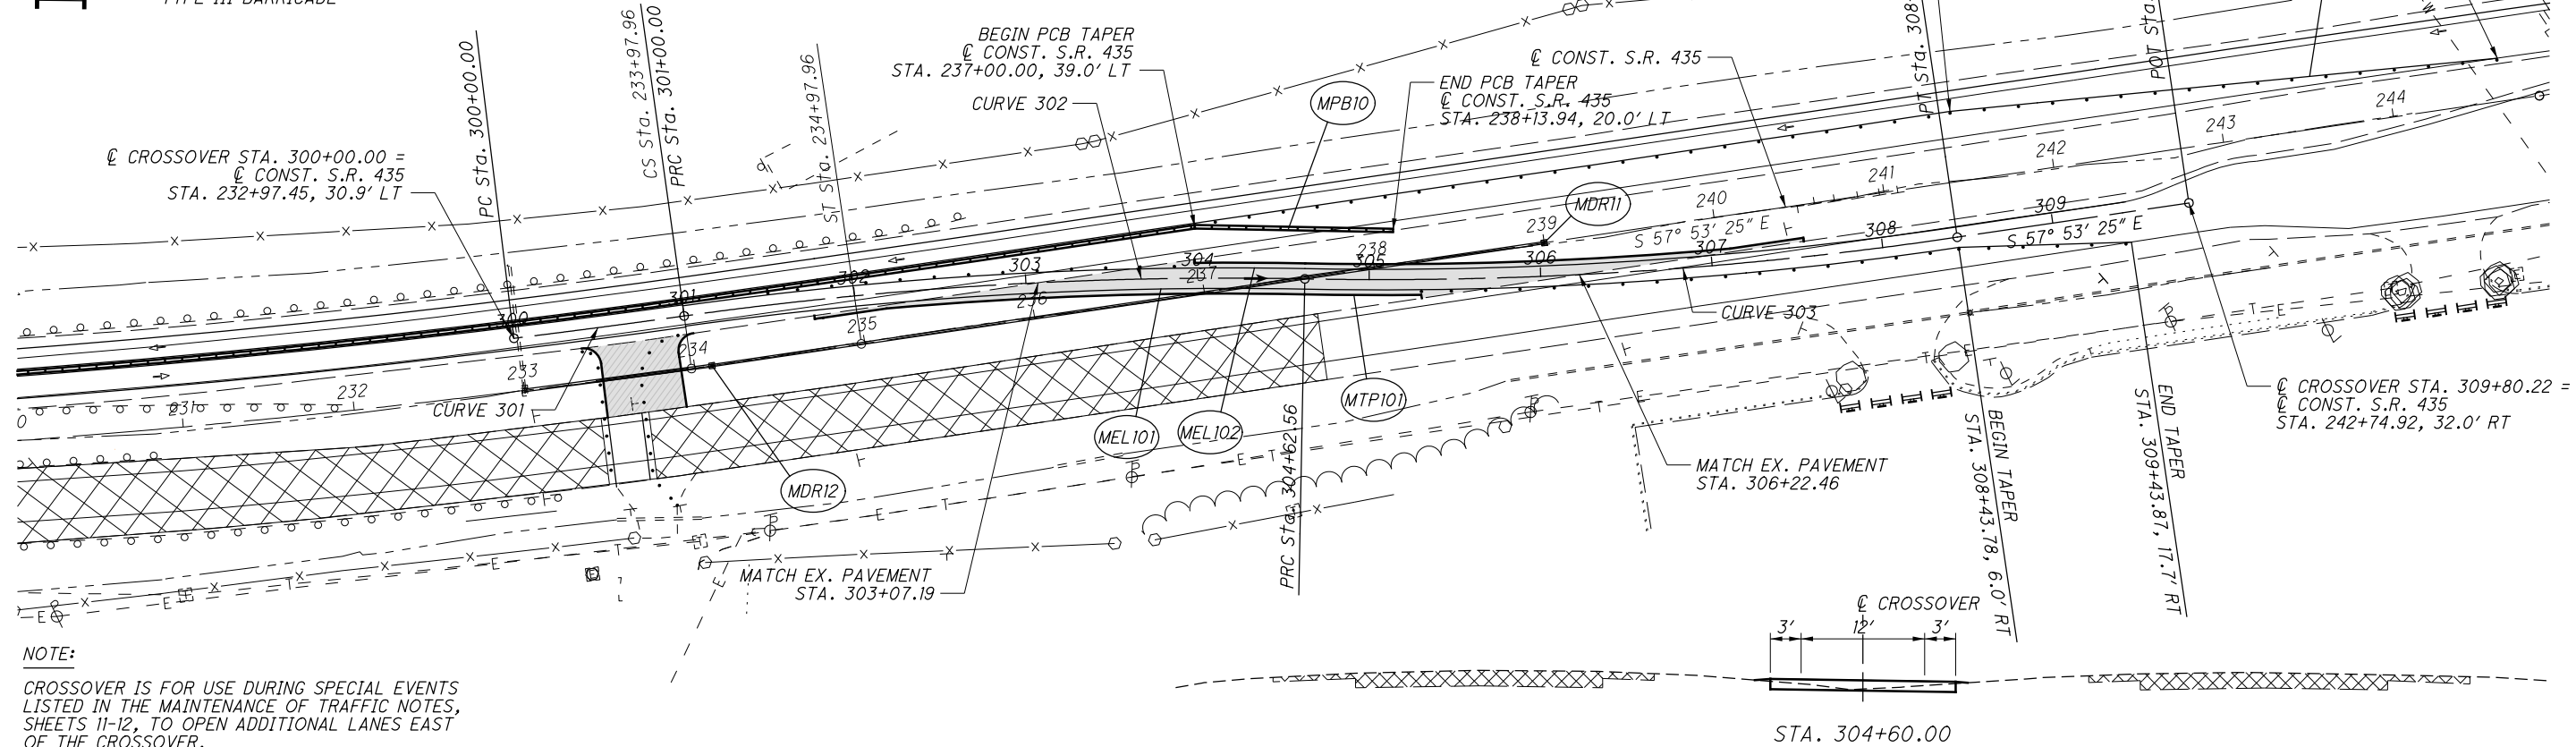 TYPE III BARRICADE
PC Sta. 300+00.00
CS Sta. 233+97.96
PRC Sta. 301+00.00
ST Sta. 234+97.96
BEGIN PCB TAPER
℄ CONST. S.R. 435
STA. 237+00.00, 39.0' LT
CURVE 302
MPB10
END PCB TAPER
℄ CONST. S.R. 435
STA. 238+13.94, 20.0' LT
℄ CONST. S.R. 435
PT Sta. 308+
POT Sta.
℄ CROSSOVER STA. 300+00.00 =
℄ CONST. S.R. 435
STA. 232+97.45, 30.9' LT
MDR11
244
243
242
241
240
239
238
237
236
235
234
233
232
231
0
300
301
302
303
304
305
306
307
308
309
S 57° 53' 25" E
S 57° 53' 25" E
CURVE 303
CURVE 301
MEL101
MEL102
MTP101
MDR12
PRC Sta. 304+62.56
MATCH EX. PAVEMENT
STA. 306+22.46
MATCH EX. PAVEMENT
STA. 303+07.19
BEGIN TAPER
STA. 308+43.78, 6.0' RT
END TAPER
STA. 309+43.87, 17.7' RT
℄ CROSSOVER STA. 309+80.22 =
℄ CONST. S.R. 435
STA. 242+74.92, 32.0' RT
NOTE:
CROSSOVER IS FOR USE DURING SPECIAL EVENTS
LISTED IN THE MAINTENANCE OF TRAFFIC NOTES,
SHEETS 11-12, TO OPEN ADDITIONAL LANES EAST
OF THE CROSSOVER.
℄ CROSSOVER
3' 12' 3'
STA. 304+60.00